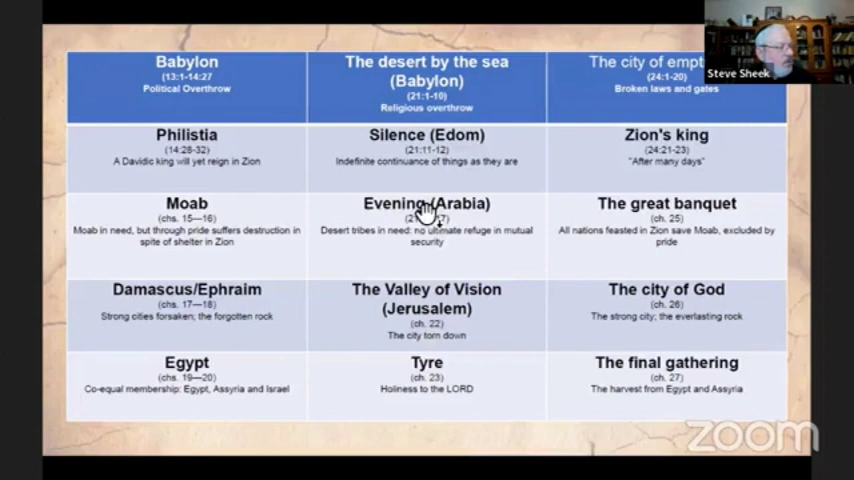 Babylon
(13:1-14:27
Political Overthrow
The desert by the sea
(Babylon)
(21:1-10)
Religious overthrow
The city of
(24:1-20)
Broken laws and gates
Steve Sheek
Philistia
(14:28-32)
A Davidic king will yet reign in Zion
Silence (Edom)
(21:11-12)
Indefinite continuance of things as they are
Zion's king
(24:21-23)
"After many days"
Moab
(chs. 15—16)
Moab in need, but through pride suffers destruction in
spite of shelter in Zion
Evening (Arabia)
Desert tribes in need: no ultimate refuge in mutual
security
The great banquet
(ch. 25)
All nations feasted in Zion save Moab, excluded by
pride
Damascus/Ephraim
(chs. 17—18)
Strong cities forsaken; the forgotten rock
The Valley of Vision
(Jerusalem)
(ch. 22)
The city torn down
The city of God
(ch. 26)
The strong city; the everlasting rock
Egypt
(chs. 19—20)
Co-equal membership: Egypt, Assyria and Israel
Tyre
(ch. 23)
Holiness to the LORD
The final gathering
(ch. 27)
The harvest from Egypt and Assyria
zoom